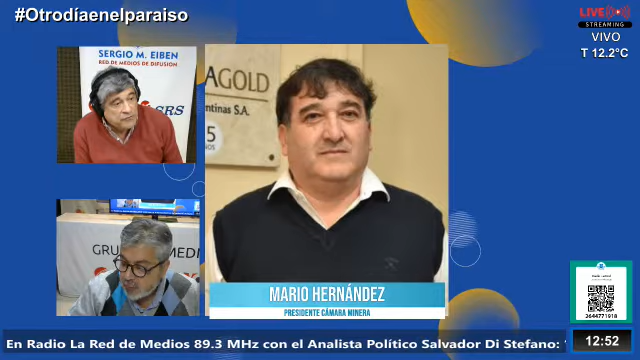 #Otrodíaenelparaiso
LIVE
STREAMING
VIVO
T 12.2°C
SERGIO M. EIBEN
RED DE MEDIOS DE DIFUSION
SRS
AGOLD
entinas S.A.
5
GRU
MEDI
MARIO HERNÁNDEZ
PRESIDENTE CÁMARA MINERA
2644771918
12:52
En Radio La Red de Medios 89.3 MHz con el Analista Político Salvador Di Stefano: